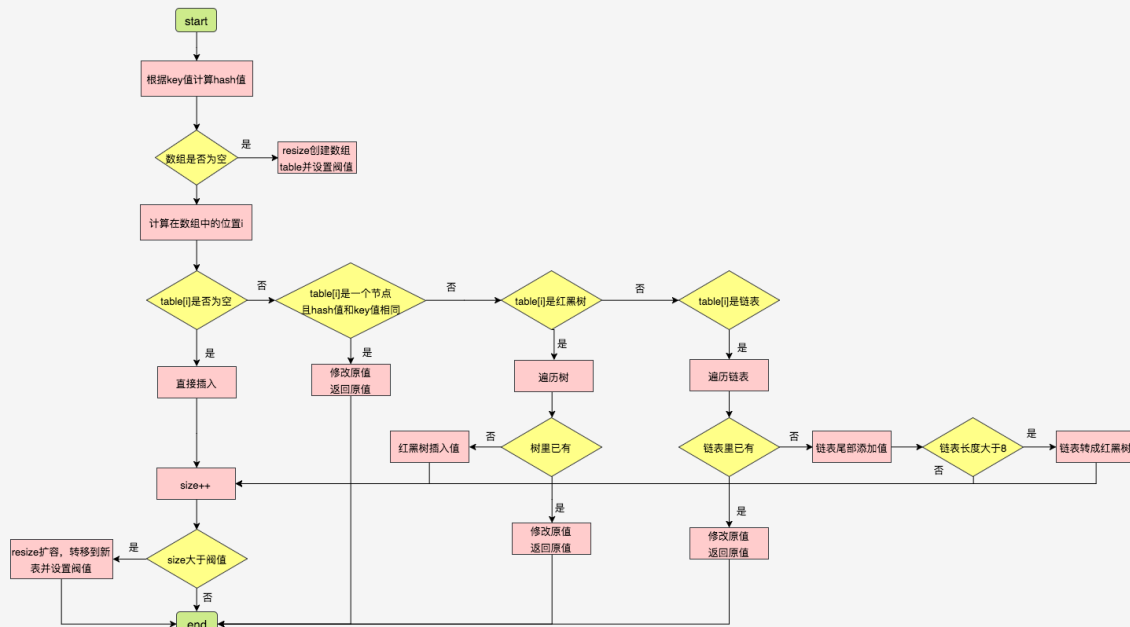 start
根据key值计算hash值
数组是否为空
是
resize创建数组
table并设置阀值
计算在数组中的位置i
table[i]是否为空
否
table[i]是一个节点
且hash值和key值相同
否
table[i]是红黑树
否
table[i]是链表
是
直接插入
是
修改原值
返回原值
是
遍历树
是
遍历链表
红黑树插入值
否
树里已有
链表里已有
否
链表尾部添加值
链表长度大于8
是
链表转成红黑树
否
size++
是
修改原值
返回原值
是
修改原值
返回原值
resize扩容，转移到新
表并设置阀值
是
size大于阀值
否
end